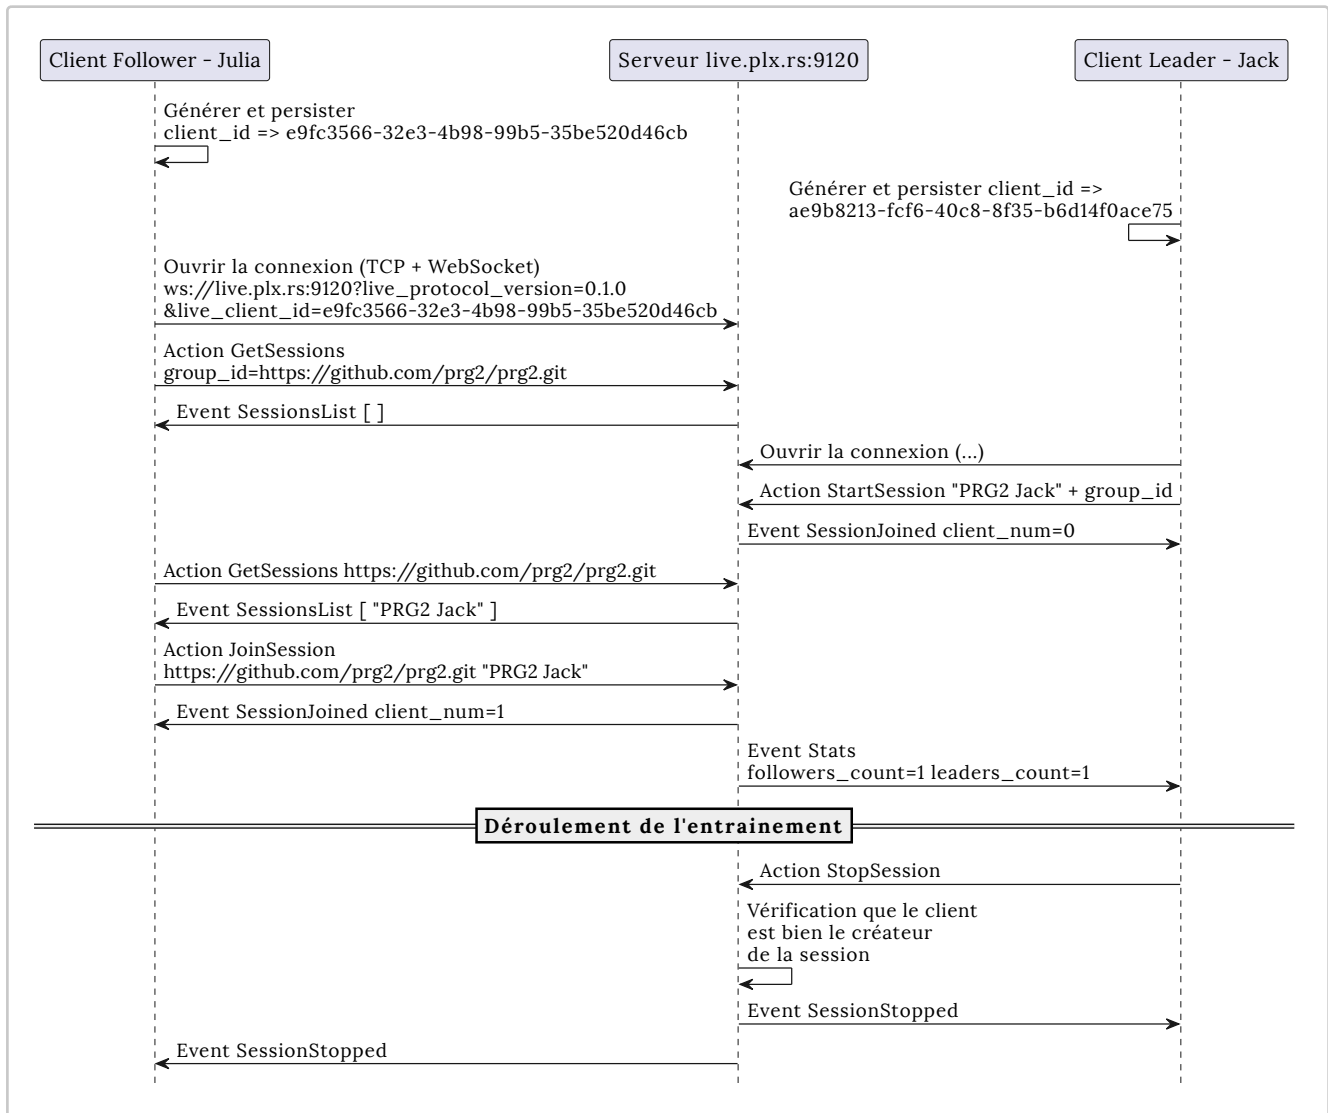 Client Follower - Julia
Serveur live.plx.rs:9120
Client Leader - Jack
Générer et persister
client_id => e9fc3566-32e3-4b98-99b5-35be520d46cb
Générer et persister client_id =>
ae9b8213-fcf6-40c8-8f35-b6d14f0ace75
Ouvrir la connexion (TCP + WebSocket)
ws://live.plx.rs:9120?live_protocol_version=0.1.0
&live_client_id=e9fc3566-32e3-4b98-99b5-35be520d46cb
Action GetSessions
group_id=https://github.com/prg2/prg2.git
Event SessionsList [ ]
Ouvrir la connexion (...)
Action StartSession "PRG2 Jack" + group_id
Event SessionJoined client_num=0
Action GetSessions https://github.com/prg2/prg2.git
Event SessionsList [ "PRG2 Jack" ]
Action JoinSession
https://github.com/prg2/prg2.git "PRG2 Jack"
Event SessionJoined client_num=1
Event Stats
followers_count=1 leaders_count=1
Déroulement de l'entrainement
Action StopSession
Vérification que le client
est bien le créateur
de la session
Event SessionStopped
Event SessionStopped